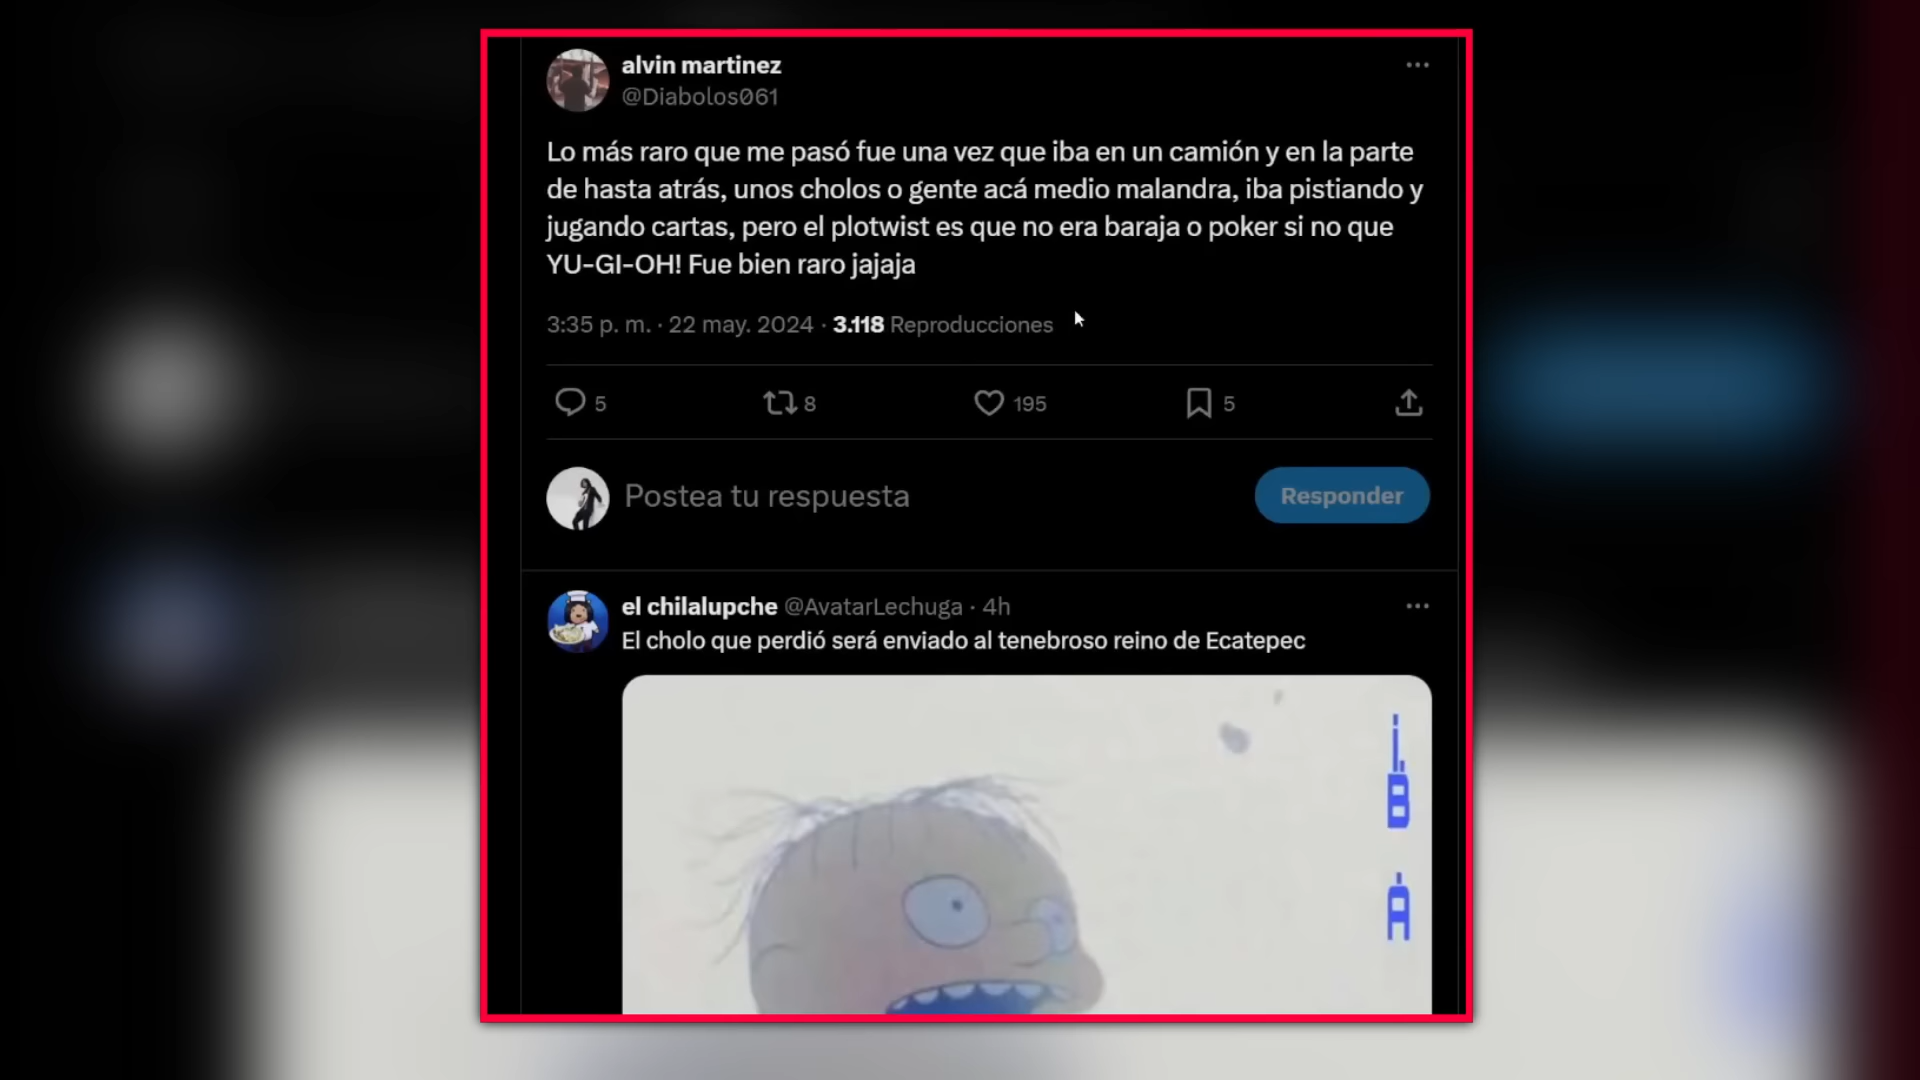 alvin martinez
@Diabolos061
Lo más raro que me pasó fue una vez que iba en un camión y en la parte
de hasta atrás, unos cholos o gente acá medio malandra, iba pistiando y
jugando cartas, pero el plotwist es que no era baraja o poker si no que
YU-GI-OH! Fue bien raro jajaja
3:35 p. m. · 22 may. 2024 · 3.118 Reproducciones
5 8 195 5
Postea tu respuesta
Responder
el chilalupche @AvatarLechuga · 4h
El cholo que perdió será enviado al tenebroso reino de Ecatepec